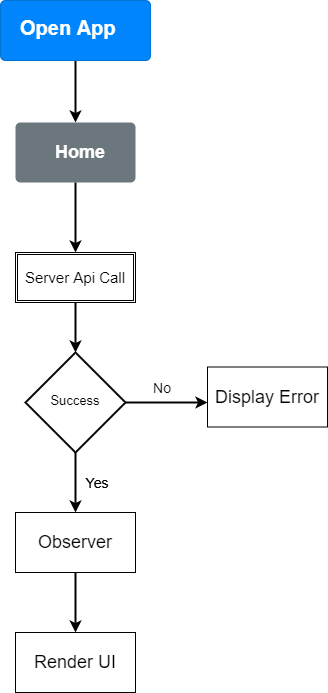 Open App
Home
Server Api Call
Success
No
Display Error
Yes
Observer
Render UI